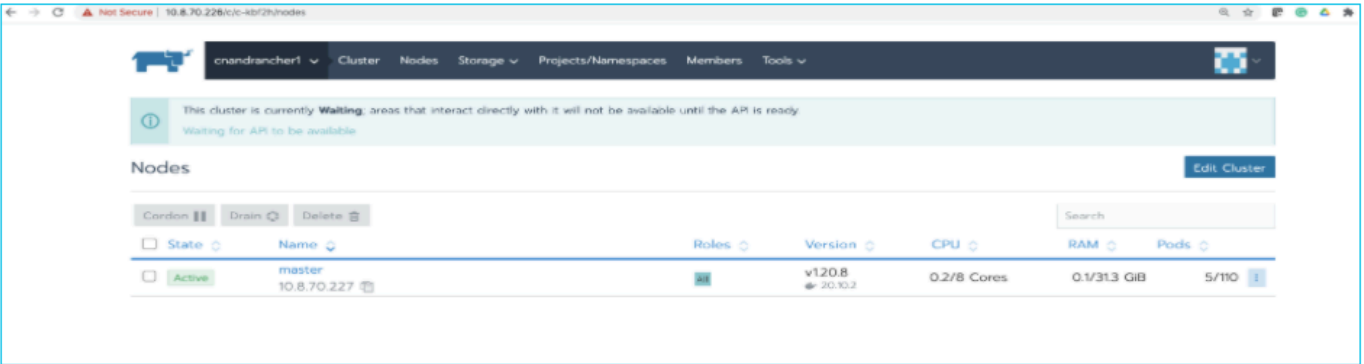 Not Secure | 10.8.70.226/c/c-kbf2h/nodes
cnandrancher1 Cluster Nodes Storage Projects/Namespaces Members Tools
This cluster is currently Waiting; areas that interact directly with it will not be available until the API is ready
Waiting for API to be available
Nodes
Edit Cluster
Cordon Drain Delete
Search
State Name Roles Version CPU RAM Pods
Active master All v1.20.8 0.2/8 Cores 0.1/31.3 GiB 5/110
10.8.70.227 20.10.2